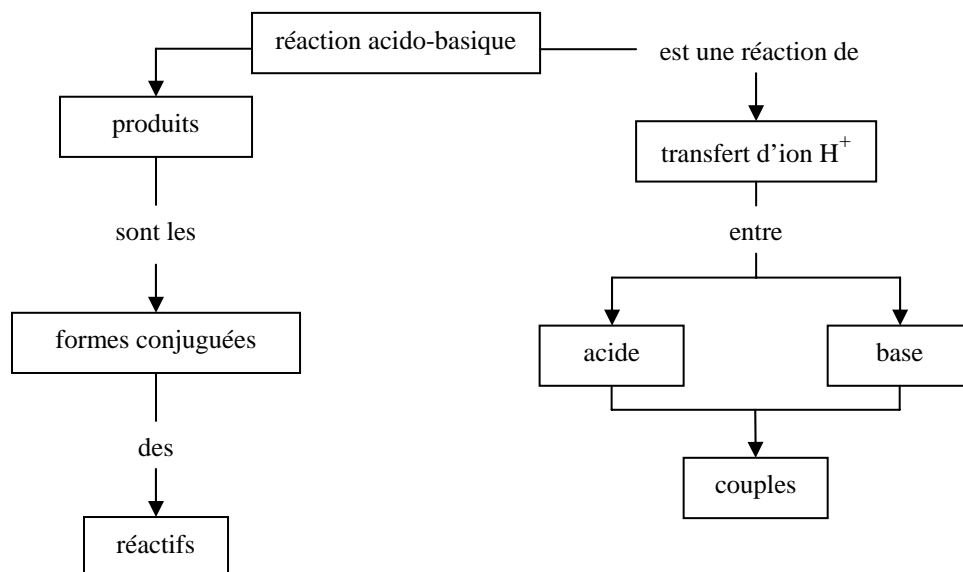 réaction acido-basique
est une réaction de
produits
transfert d’ion H⁺
sont les
entre
formes conjuguées
acide
base
des
couples
réactifs